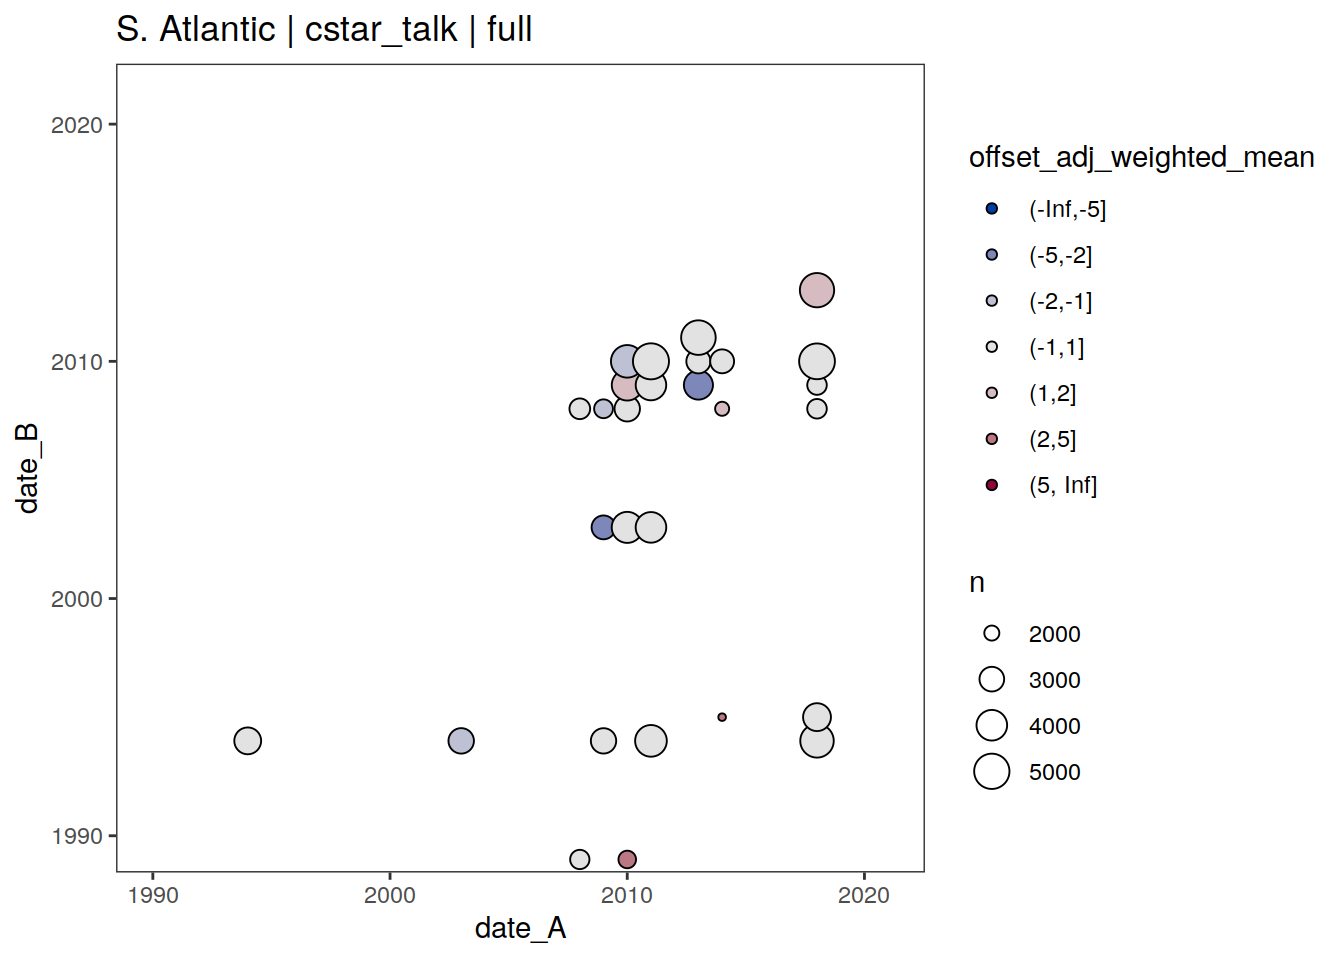 S. Atlantic | cstar_talk | full
2020
2010
2000
1990
date_B
1990
2000
2010
2020
date_A
offset_adj_weighted_mean
(-Inf,-5]
(-5,-2]
(-2,-1]
(-1,1]
(1,2]
(2,5]
(5, Inf]
n
2000
3000
4000
5000